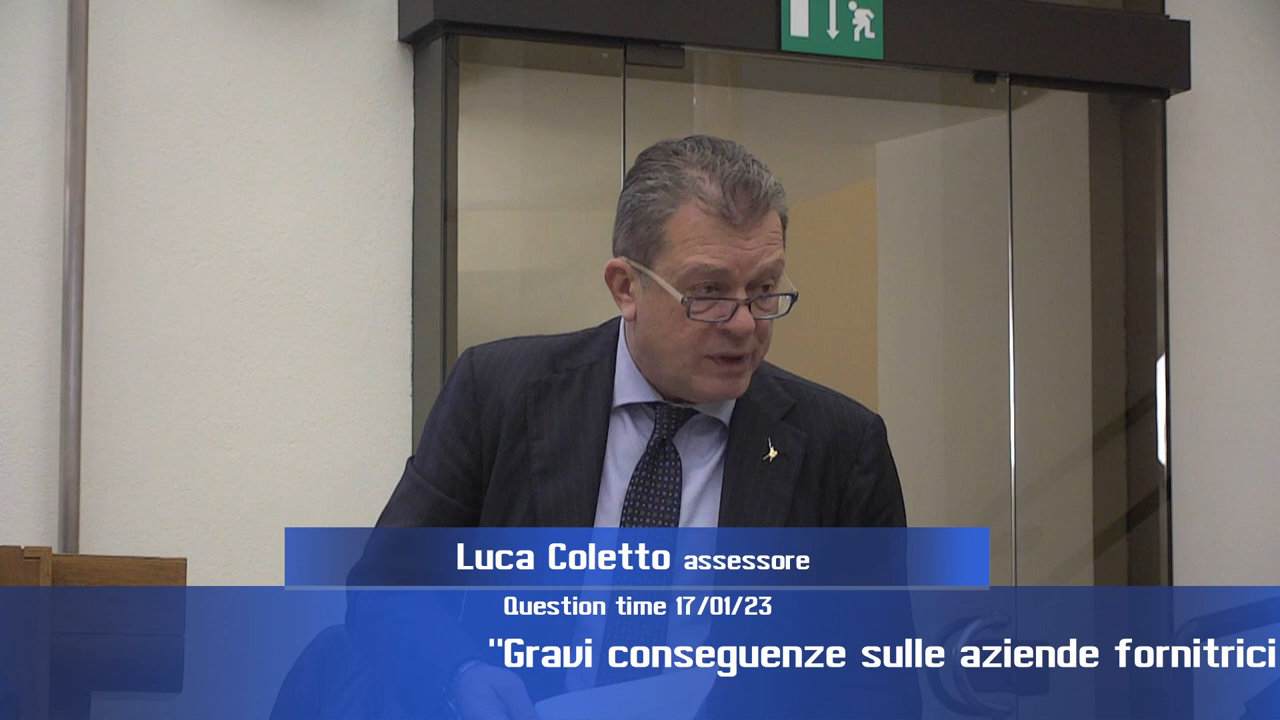 Luca Coletto assessore
Question time 17/01/23
"Gravi conseguenze sulle aziende fornitrici